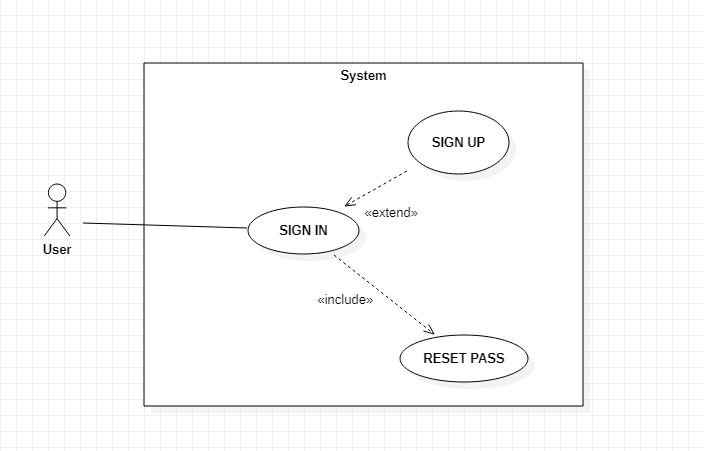 System
SIGN UP
«extend»
SIGN IN
User
«include»
RESET PASS